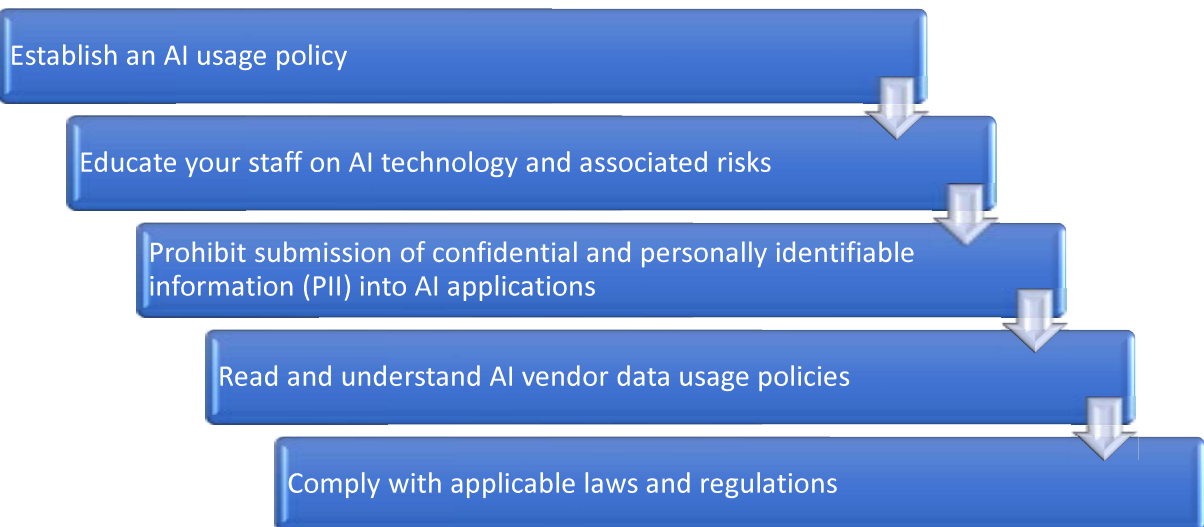 Establish an AI usage policy
Educate your staff on AI technology and associated risks
Prohibit submission of confidential and personally identifiable
information (PII) into AI applications
Read and understand AI vendor data usage policies
Comply with applicable laws and regulations